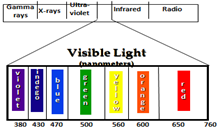 Gamma rays X-rays Ultra-violet Infrared Radio
Visible Light
(nanometers)
violet indego blue green yellow orange red
380 430 470 500 560 600 650 760